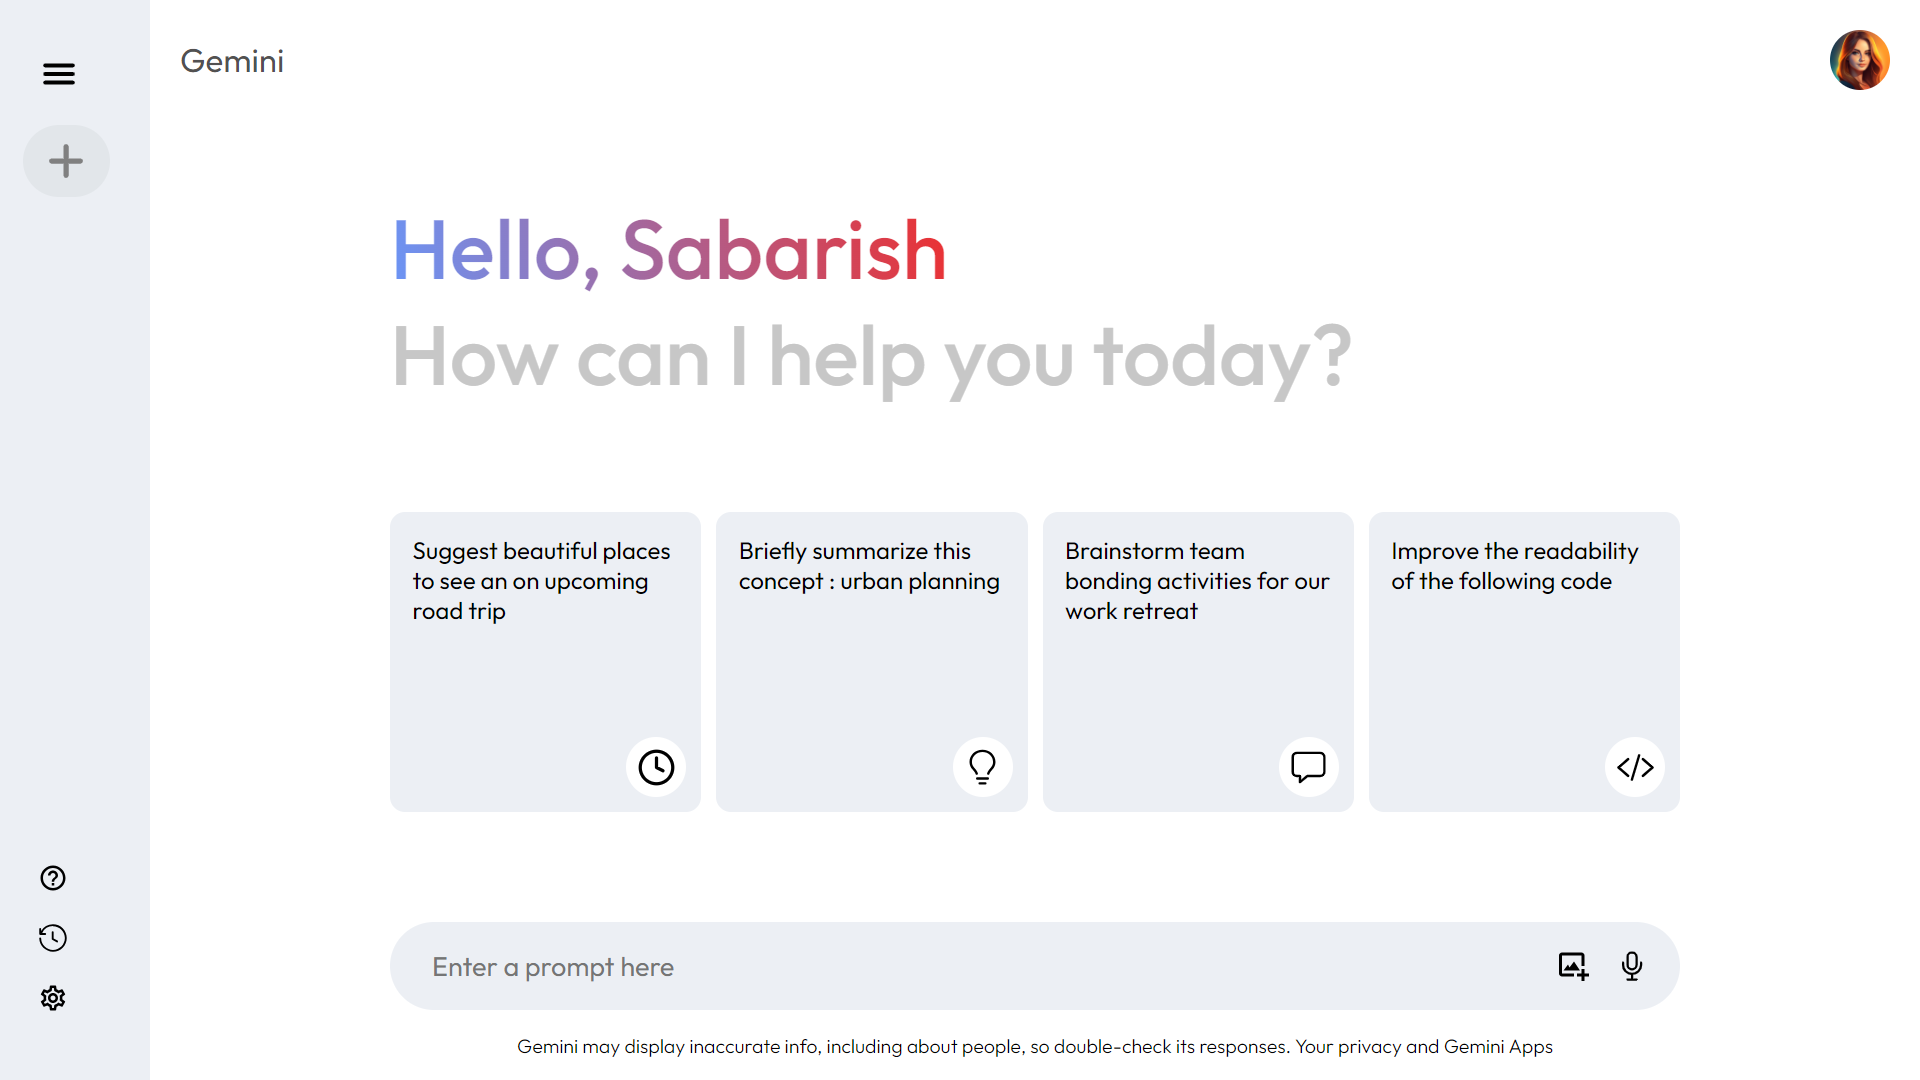 Gemini
Hello, Sabarish
How can I help you today?
Suggest beautiful places
to see an on upcoming
road trip
Briefly summarize this
concept : urban planning
Brainstorm team
bonding activities for our
work retreat
Improve the readability
of the following code
Enter a prompt here
Gemini may display inaccurate info, including about people, so double-check its responses. Your privacy and Gemini Apps